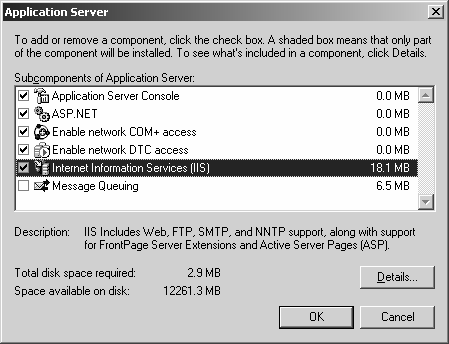 Application Server
To add or remove a component, click the check box. A shaded box means that only part
of the component will be installed. To see what's included in a component, click Details.
Subcomponents of Application Server:
Application Server Console 0.0 MB
ASP.NET 0.0 MB
Enable network COM+ access 0.0 MB
Enable network DTC access 0.0 MB
Internet Information Services (IIS) 18.1 MB
Message Queuing 6.5 MB
Description: IIS Includes Web, FTP, SMTP, and NNTP support, along with support
for FrontPage Server Extensions and Active Server Pages (ASP).
Total disk space required: 2.9 MB
Space available on disk: 12261.3 MB
Details...
OK Cancel